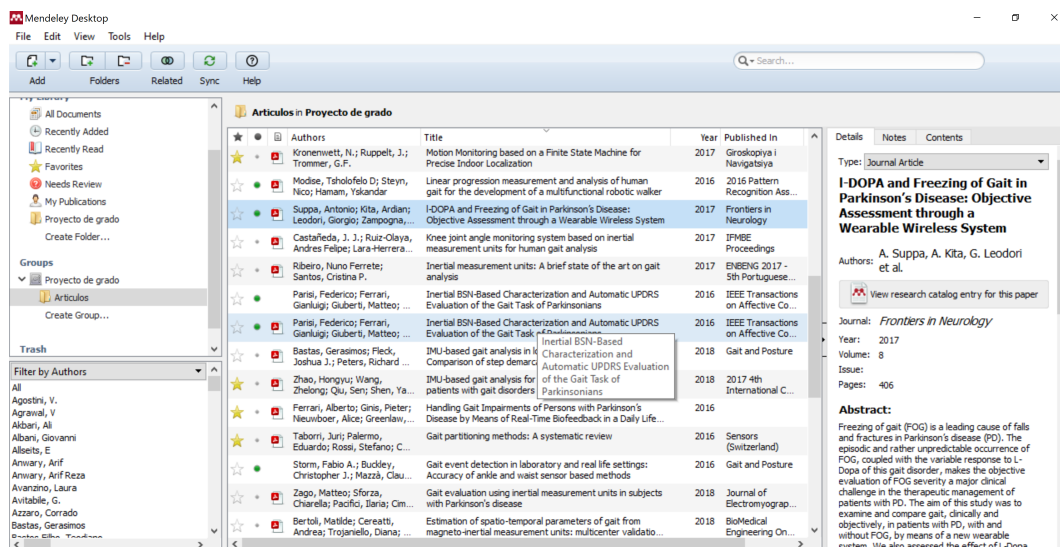 Mendeley Desktop
File Edit View Tools Help
Search...
Add Folders Related Sync Help
My Library
All Documents
Recently Added
Recently Read
Favorites
Needs Review
My Publications
Proyecto de grado
Create Folder...
Groups
Proyecto de grado
Articulos
Create Group...
Trash
Filter by Authors
All
Agostini, V.
Agrawal, V
Akbari, Ali
Albani, Giovanni
Allseits, E
Anwary, Arif
Anwary, Arif Reza
Avanzino, Laura
Avitabile, G.
Azzaro, Corrado
Bastas, Gerasimos
Bastos Filho, Teodiano
Articulos in Proyecto de grado
Authors Title Year Published In
Kronenwett, N.; Ruppelt, J.; Motion Monitoring based on a Finite State Machine for 2017 Giroskopiya i
Trommer, G.F. Precise Indoor Localization Navigatsiya
Modise, Tsholofelo D; Steyn, Linear progression measurement and analysis of human 2016 2016 Pattern
Nico; Hamam, Yskandar gait for the development of a multifunctional robotic walker Recognition Ass...
Suppa, Antonio; Kita, Ardian; l-DOPA and Freezing of Gait in Parkinson's Disease: 2017 Frontiers in
Leodori, Giorgio; Zampogna,... Objective Assessment through a Wearable Wireless System Neurology
Castañeda, J. J.; Ruiz-Olaya, Knee joint angle monitoring system based on inertial 2017 IFMBE
Andres Felipe; Lara-Herrera... measurement units for human gait analysis Proceedings
Ribeiro, Nuno Ferrete; Inertial measurement units: A brief state of the art on gait 2017 ENBENG 2017 -
Santos, Cristina P. analysis 5th Portuguese...
Parisi, Federico; Ferrari, Inertial BSN-Based Characterization and Automatic UPDRS 2016 IEEE Transactions
Gianluigi; Giuberti, Matteo; ... Evaluation of the Gait Task of Parkinsonians on Affective Co...
Parisi, Federico; Ferrari, Inertial BSN-Based Characterization and Automatic UPDRS 2016 IEEE Transactions
Gianluigi; Giuberti, Matteo; ... Evaluation of the Gait Task of Parkinsonians on Affective Co...
Bastas, Gerasimos; Fleck, IMU-based gait analysis in lo 2018 Gait and Posture
Joshua J.; Peters, Richard ... Comparison of step demarc
Zhao, Hongyu; Wang, IMU-based gait analysis for 2018 2017 4th
Zhelong; Qiu, Sen; Shen, Ya... patients with gait disorders International C...
Inertial BSN-Based
Characterization and
Automatic UPDRS Evaluation
of the Gait Task of
Parkinsonians
Ferrari, Alberto; Ginis, Pieter; Handling Gait Impairments of Persons with Parkinson's 2016
Nieuwboer, Alice; Greenlaw,... Disease by Means of Real-Time Biofeedback in a Daily Life...
Taborri, Juri; Palermo, Gait partitioning methods: A systematic review 2016 Sensors
Eduardo; Rossi, Stefano; C... (Switzerland)
Storm, Fabio A.; Buckley, Gait event detection in laboratory and real life settings: 2016 Gait and Posture
Christopher J.; Mazzà, Clau... Accuracy of ankle and waist sensor based methods
Zago, Matteo; Sforza, Gait evaluation using inertial measurement units in subjects 2018 Journal of
Chiarella; Pacifici, Ilaria; Cim... with Parkinson's disease Electromyograp...
Bertoli, Matilde; Cereatti, Estimation of spatio-temporal parameters of gait from 2018 BioMedical
Andrea; Trojaniello, Diana; ... magneto-inertial measurement units: multicenter validatio... Engineering On...
Details Notes Contents
Type: Journal Article
l-DOPA and Freezing of Gait in
Parkinson's Disease: Objective
Assessment through a
Wearable Wireless System
Authors: A. Suppa, A. Kita, G. Leodori
et al.
View research catalog entry for this paper
Journal: Frontiers in Neurology
Year: 2017
Volume: 8
Issue:
Pages: 406
Abstract:
Freezing of gait (FOG) is a leading cause of falls
and fractures in Parkinson's disease (PD). The
episodic and rather unpredictable occurrence of
FOG, coupled with the variable response to L-
Dopa of this gait disorder, makes the objective
evaluation of FOG severity a major clinical
challenge in the therapeutic management of
patients with PD. The aim of this study was to
examine and compare gait, clinically and
objectively, in patients with PD, with and
without FOG, by means of a new wearable
system. We also assessed the effect of L-Dopa